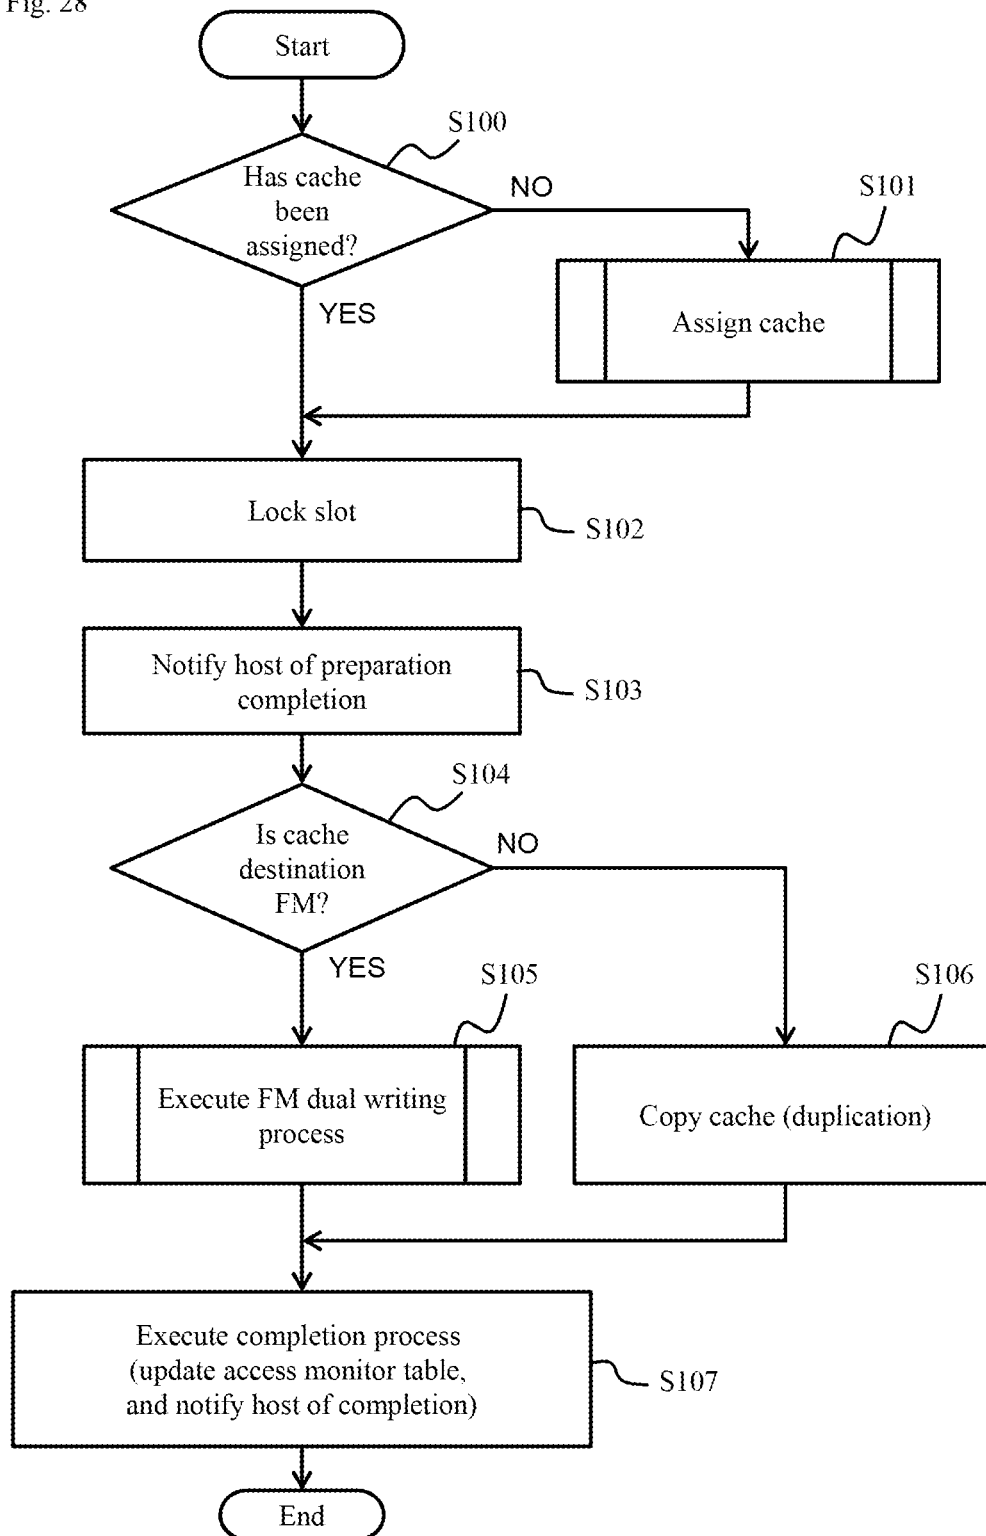 Fig. 28
Start
S100
Has cache
been
assigned?
NO
S101
YES
Assign cache
Lock slot
S102
Notify host of preparation
completion
S103
S104
Is cache
destination
FM?
NO
YES
S105
S106
Execute FM dual writing
process
Copy cache (duplication)
Execute completion process
(update access monitor table,
and notify host of completion)
S107
End